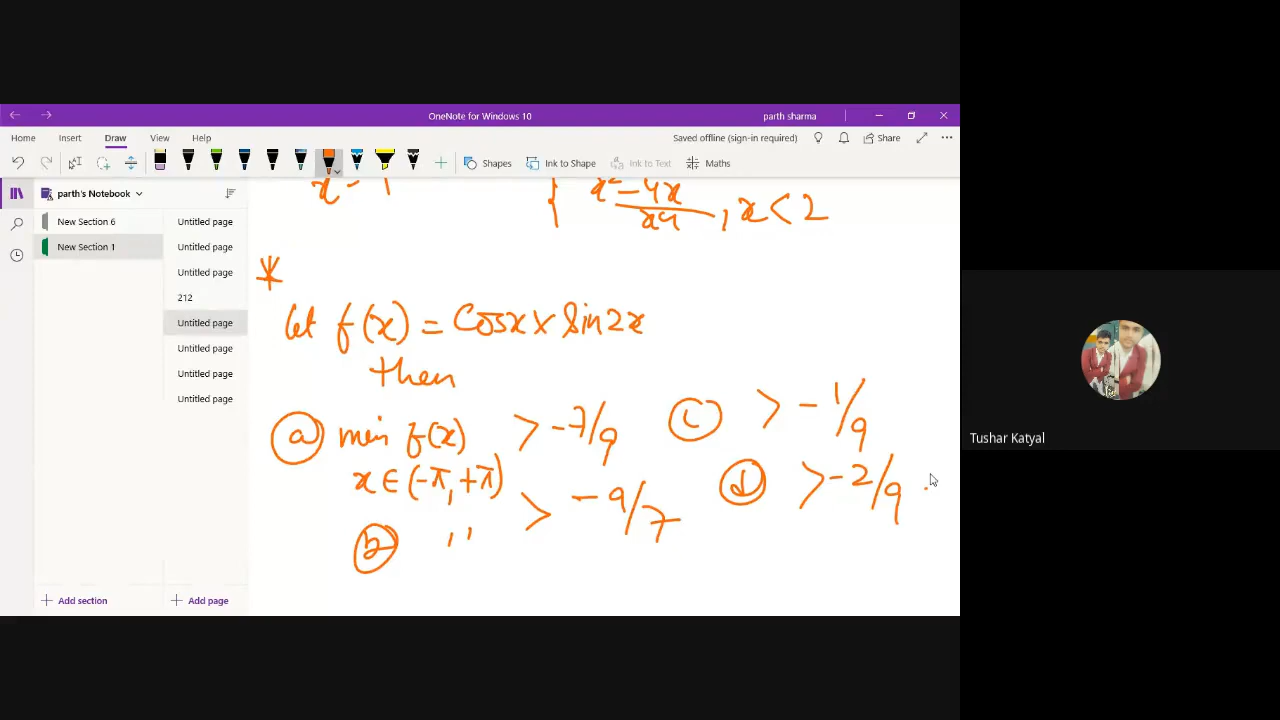 OneNote for Windows 10
parth sharma
Home Insert Draw View Help
Saved offline (sign-in required)
Share
Shapes
Ink to Shape
Ink to Text
Maths
parth's Notebook
New Section 6
New Section 1
Untitled page
Untitled page
Untitled page
212
Untitled page
Untitled page
Untitled page
Untitled page
Add section
Add page
x² - 4x
x4 , x < 2
*
let f(x) = Cosx × Sin2x
then
(a) min f(x) > -7/9
x ∈ (-π, +π)
(b) ,, > -9/7
(c) > -1/9
(d) > -2/9
Tushar Katyal